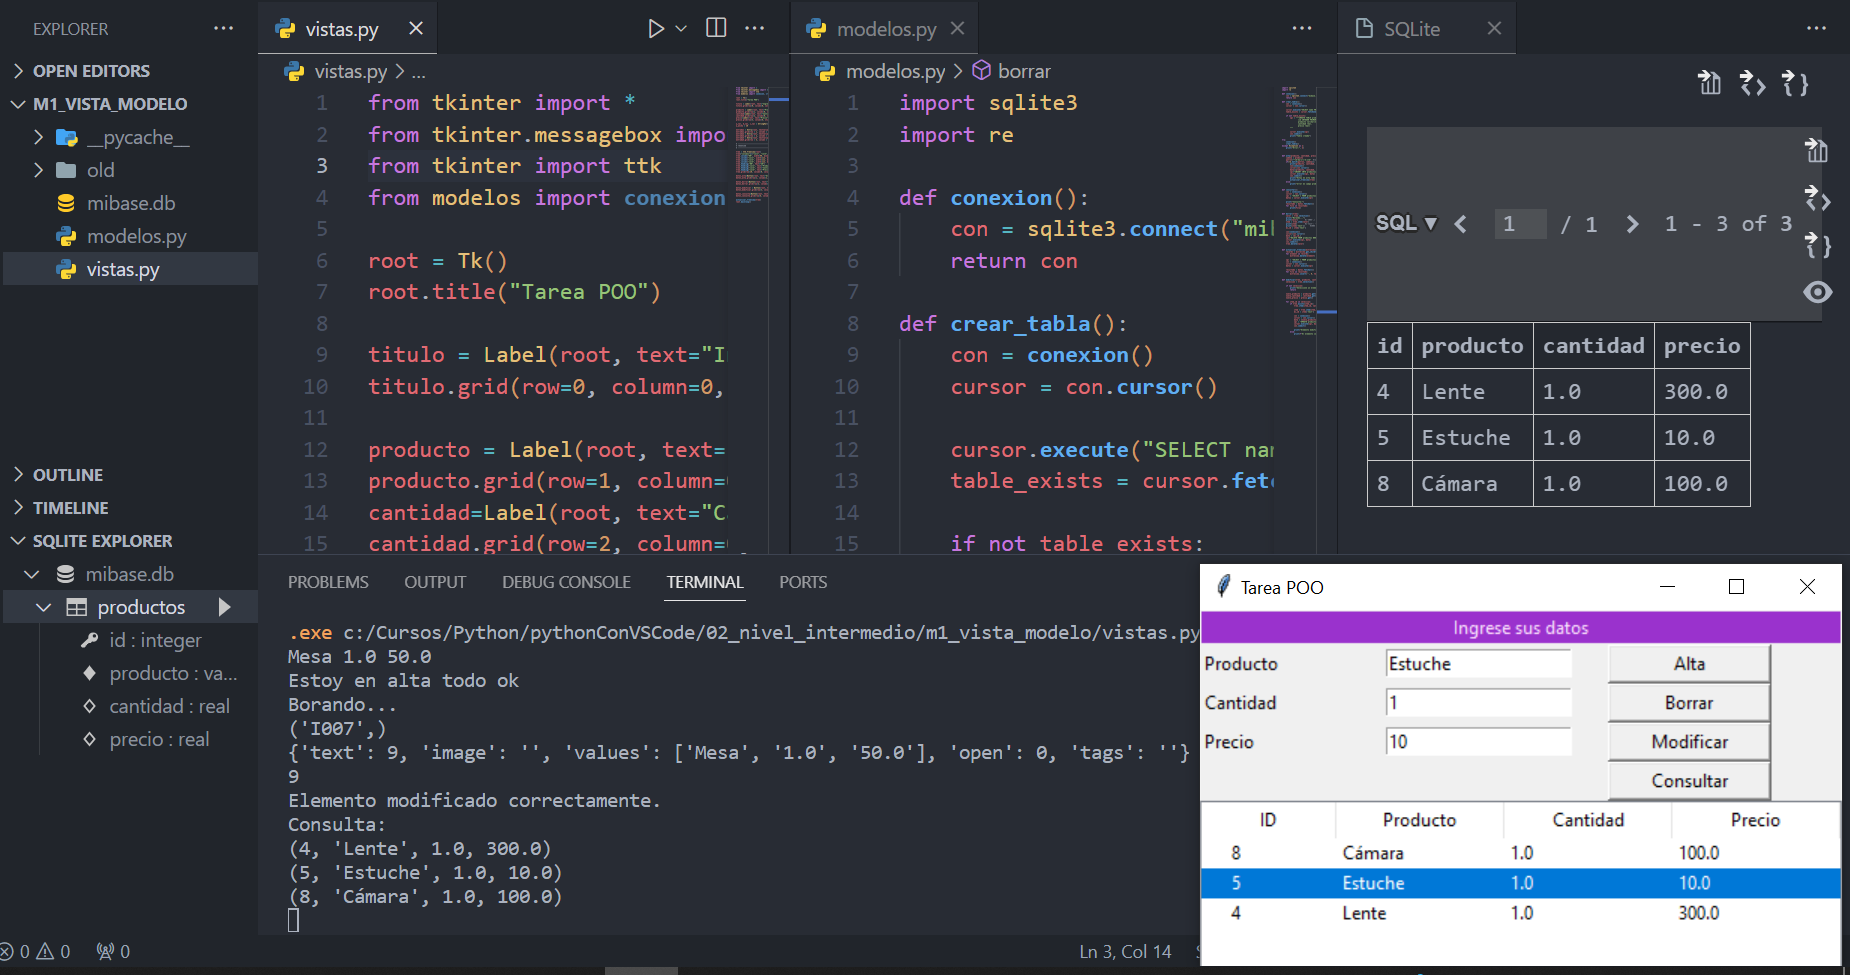 EXPLORER
OPEN EDITORS
M1_VISTA_MODELO
__pycache__
old
mibase.db
modelos.py
vistas.py
OUTLINE
TIMELINE
SQLITE EXPLORER
mibase.db
productos
id : integer
producto : va...
cantidad : real
precio : real
vistas.py
vistas.py > ...
1 from tkinter import *
2 from tkinter.messagebox impo
3 from tkinter import ttk
4 from modelos import conexion
5
6 root = Tk()
7 root.title("Tarea POO")
8
9 titulo = Label(root, text="I
10 titulo.grid(row=0, column=0,
11
12 producto = Label(root, text=
13 producto.grid(row=1, column=
14 cantidad=Label(root, text="C
15 cantidad.grid(row=2, column=
modelos.py
modelos.py > borrar
1 import sqlite3
2 import re
3
4 def conexion():
5 con = sqlite3.connect("mi
6 return con
7
8 def crear_tabla():
9 con = conexion()
10 cursor = con.cursor()
11
12 cursor.execute("SELECT na
13 table_exists = cursor.fet
14
15 if not table_exists:
SQLite
SQL ▼ < 1 / 1 > 1 - 3 of 3
id producto cantidad precio
4 Lente 1.0 300.0
5 Estuche 1.0 10.0
8 Cámara 1.0 100.0
PROBLEMS OUTPUT DEBUG CONSOLE TERMINAL PORTS
.exe c:/Cursos/Python/pythonConVSCode/02_nivel_intermedio/m1_vista_modelo/vistas.py
Mesa 1.0 50.0
Estoy en alta todo ok
Borando...
('I007',)
{'text': 9, 'image': '', 'values': ['Mesa', '1.0', '50.0'], 'open': 0, 'tags': ''}
9
Elemento modificado correctamente.
Consulta:
(4, 'Lente', 1.0, 300.0)
(5, 'Estuche', 1.0, 10.0)
(8, 'Cámara', 1.0, 100.0)
Tarea POO
Ingrese sus datos
Producto Estuche Alta
Cantidad 1 Borrar
Precio 10 Modificar
Consultar
ID Producto Cantidad Precio
8 Cámara 1.0 100.0
5 Estuche 1.0 10.0
4 Lente 1.0 300.0
0 0 0
Ln 3, Col 14